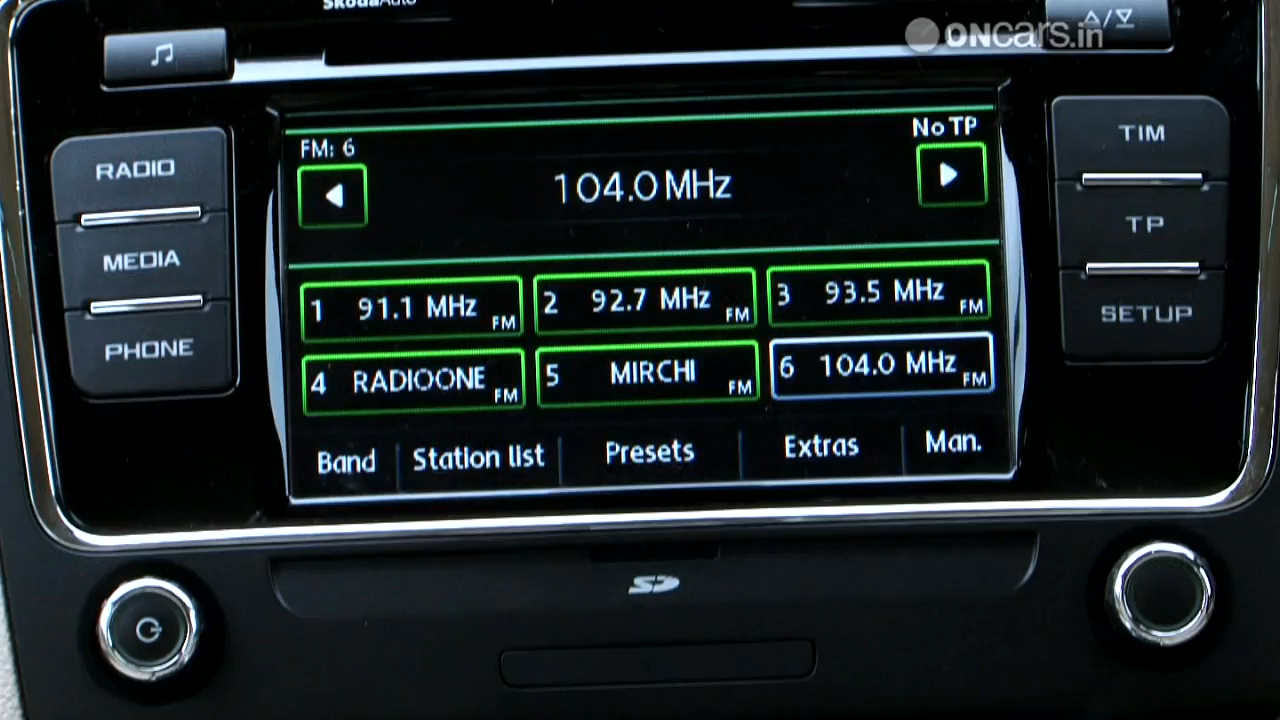 SkodaAuto
ONCars.in
RADIO
MEDIA
PHONE
FM: 6
No TP
104.0 MHz
1 91.1 MHz FM
2 92.7 MHz FM
3 93.5 MHz FM
4 RADIOONE FM
5 MIRCHI FM
6 104.0 MHz FM
Band
Station list
Presets
Extras
Man.
TIM
TP
SETUP
SD